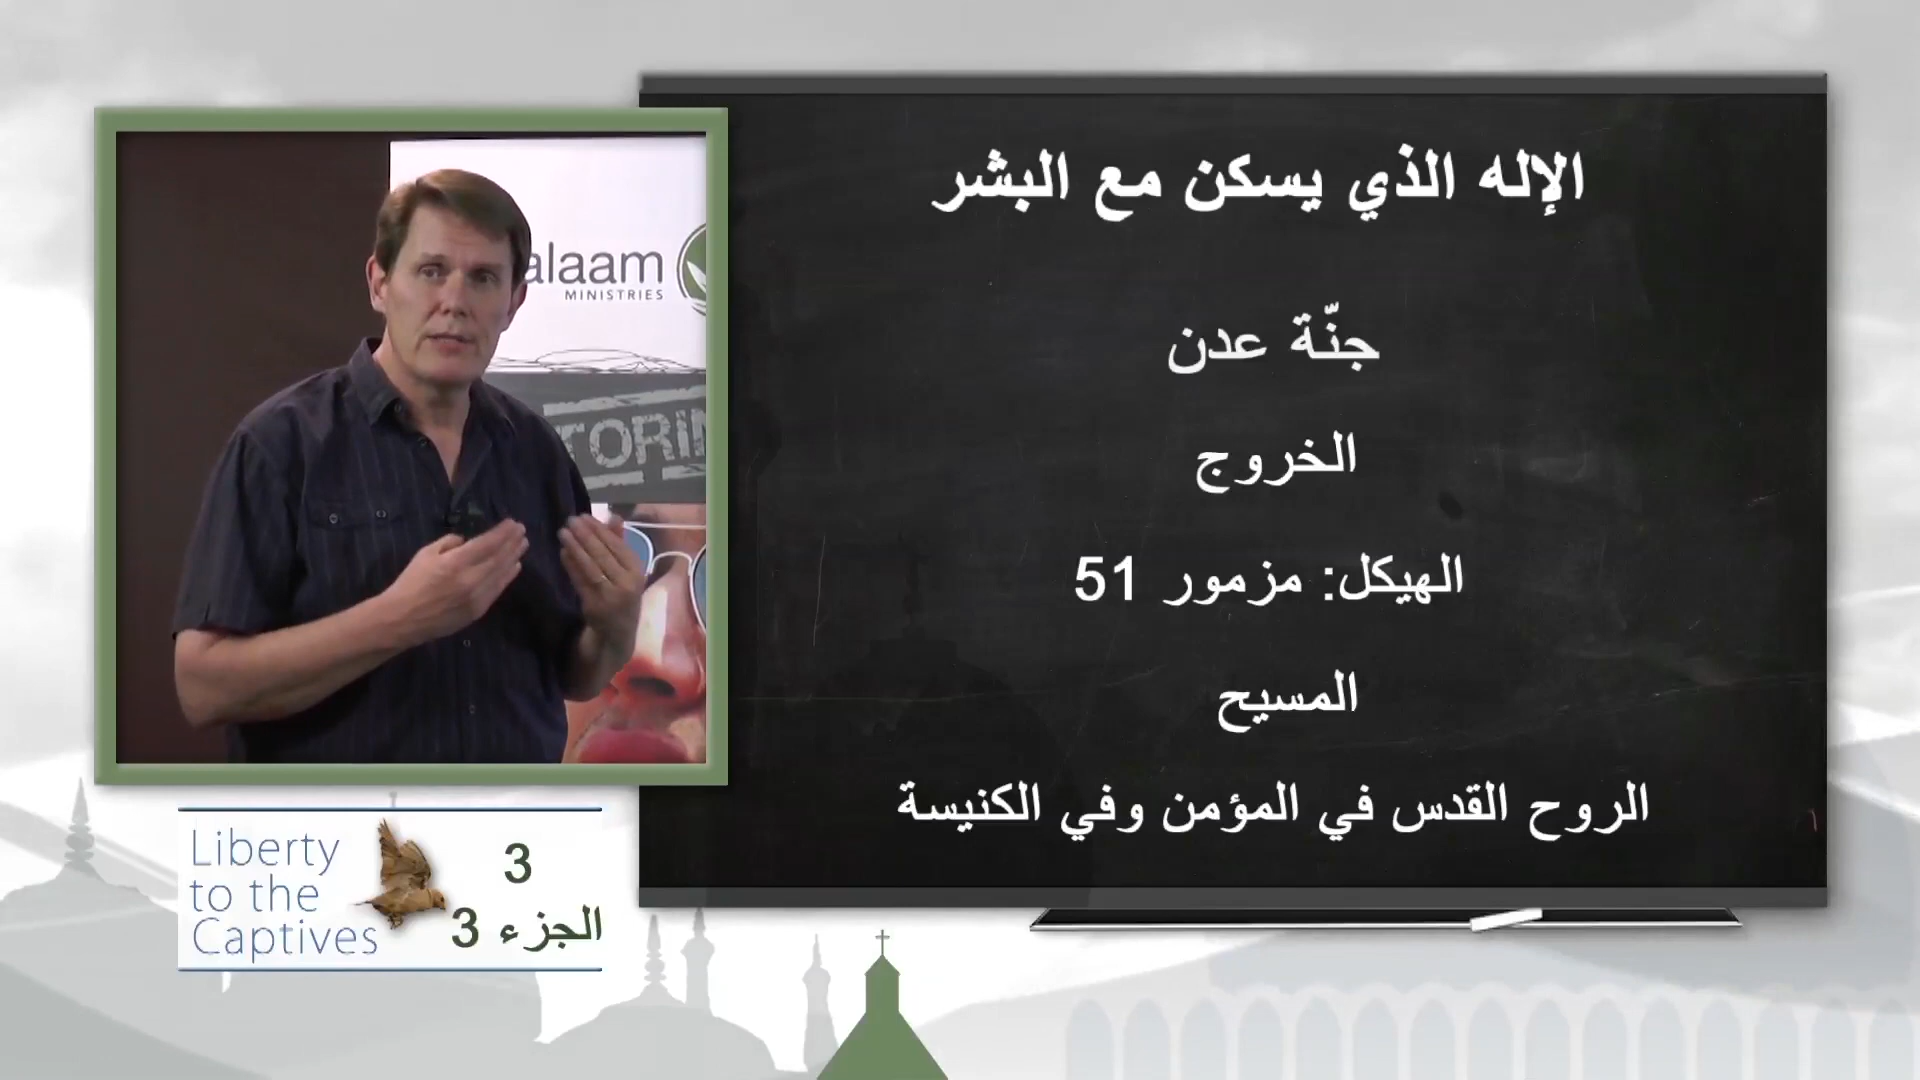 الإله الذي يسكن مع البشر
جنّة عدن
الخروج
الهيكل: مزمور 51
المسيح
الروح القدس في المؤمن وفي الكنيسة
alaam
MINISTRIES
TORIN
Liberty
to the
Captives
3
الجزء 3